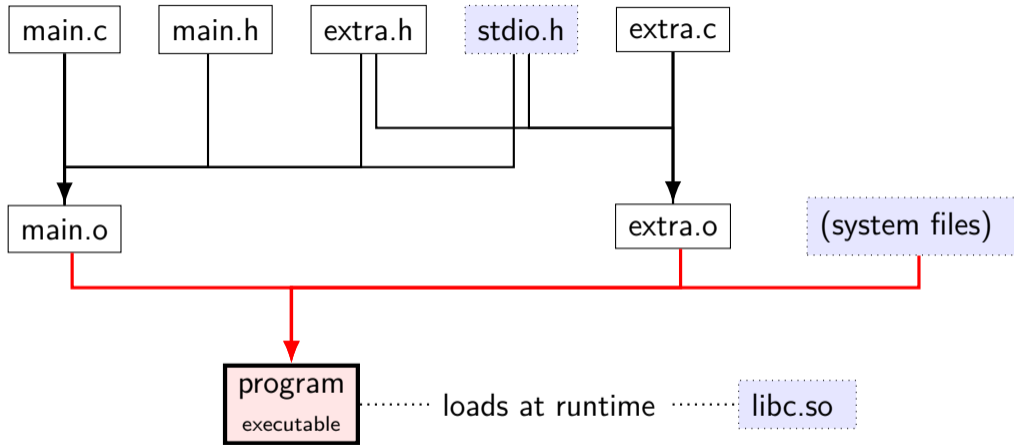 main.c
main.h
extra.h
stdio.h
extra.c
main.o
extra.o
(system files)
program
executable
loads at runtime
libc.so